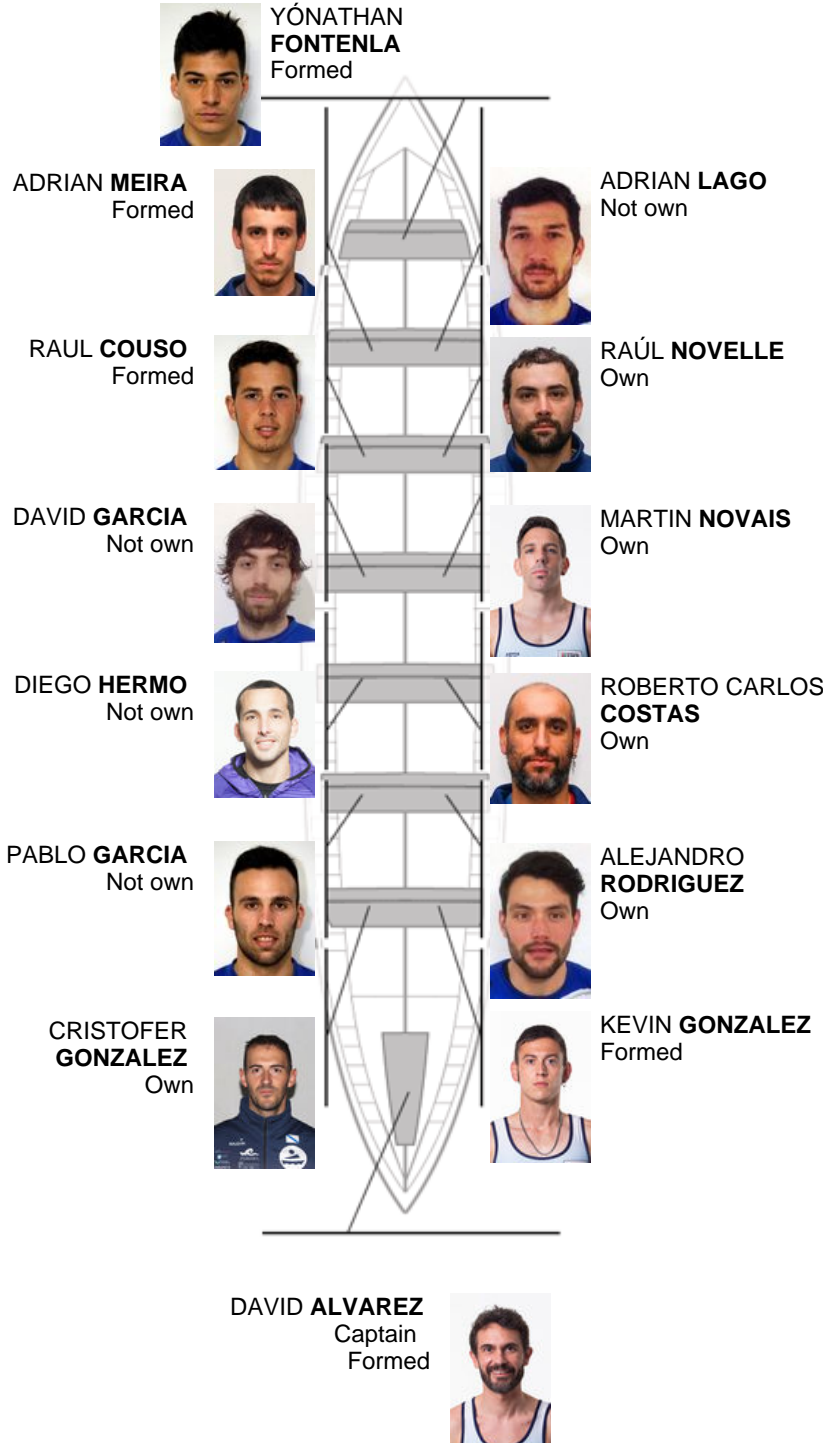 YÓNATHAN
FONTENLA
Formed
ADRIAN MEIRA
Formed
ADRIAN LAGO
Not own
RAUL COUSO
Formed
RAÚL NOVELLE
Own
DAVID GARCIA
Not own
MARTIN NOVAIS
Own
DIEGO HERMO
Not own
ROBERTO CARLOS
COSTAS
Own
PABLO GARCIA
Not own
ALEJANDRO
RODRIGUEZ
Own
CRISTOFER
GONZALEZ
Own
KEVIN GONZALEZ
Formed
DAVID ALVAREZ
Captain
Formed